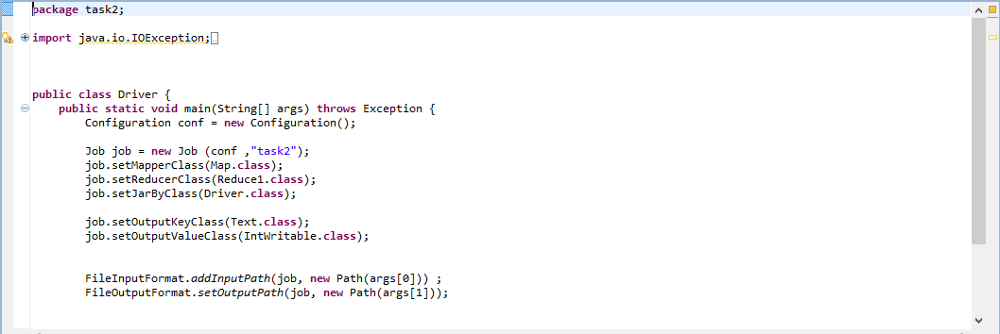 package task2;
import java.io.IOException;
public class Driver {
public static void main(String[] args) throws Exception {
Configuration conf = new Configuration();
Job job = new Job (conf ,"task2");
job.setMapperClass(Map.class);
job.setReducerClass(Reduce1.class);
job.setJarByClass(Driver.class);
job.setOutputKeyClass(Text.class);
job.setOutputValueClass(IntWritable.class);
FileInputFormat.addInputPath(job, new Path(args[0])) ;
FileOutputFormat.setOutputPath(job, new Path(args[1]));